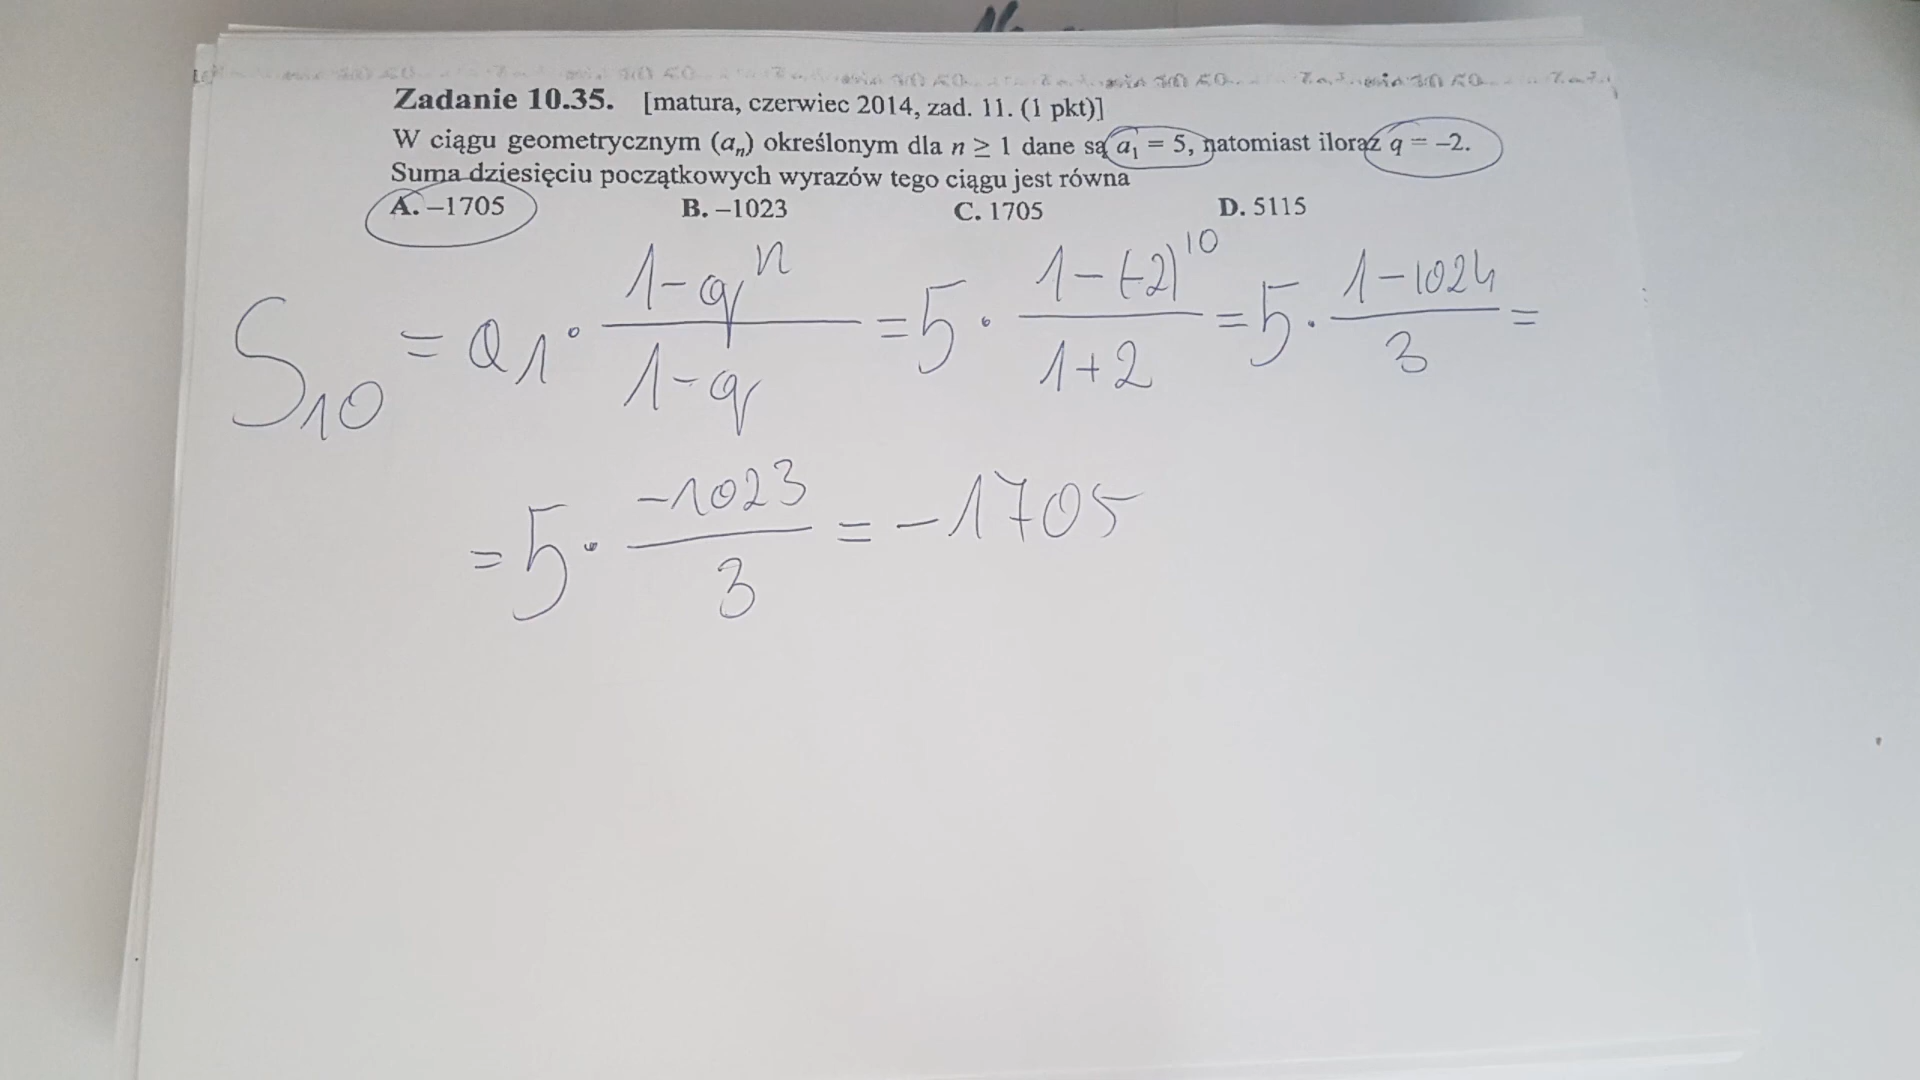 Zadanie 10.35. [matura, czerwiec 2014, zad. 11. (1 pkt)]
W ciągu geometrycznym (aₙ) określonym dla n ≥ 1 dane są a₁ = 5, natomiast iloraz q = –2.
Suma dziesięciu początkowych wyrazów tego ciągu jest równa
A. –1705 B. –1023 C. 1705 D. 5115
S₁₀ = a₁ · (1-qⁿ)/(1-q) = 5 · (1-(-2)¹⁰)/(1+2) = 5 · (1-1024)/3 =
= 5 · (-1023)/3 = -1705